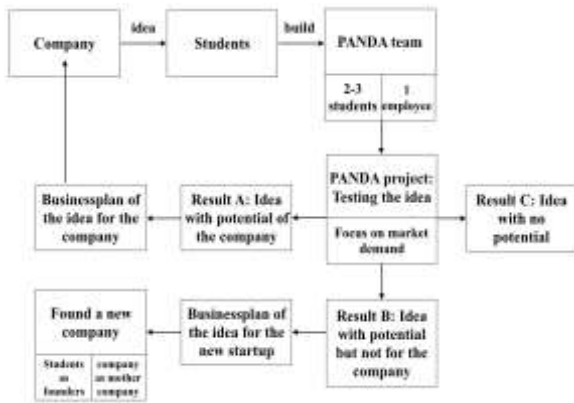 idea
build
Company
Students
PANDA team
2-3
students
1
employee
Businessplan
of the idea for the
company
Result A: Idea
with potential of
the company
PANDA project:
Testing the idea
Focus on market
demand
Result C: Idea
with no
potential
Found a new
company
Students
as
founders
company
as mother
company
Businessplan
of the idea for the
new startup
Result B: Idea
with potential
but not for the
company